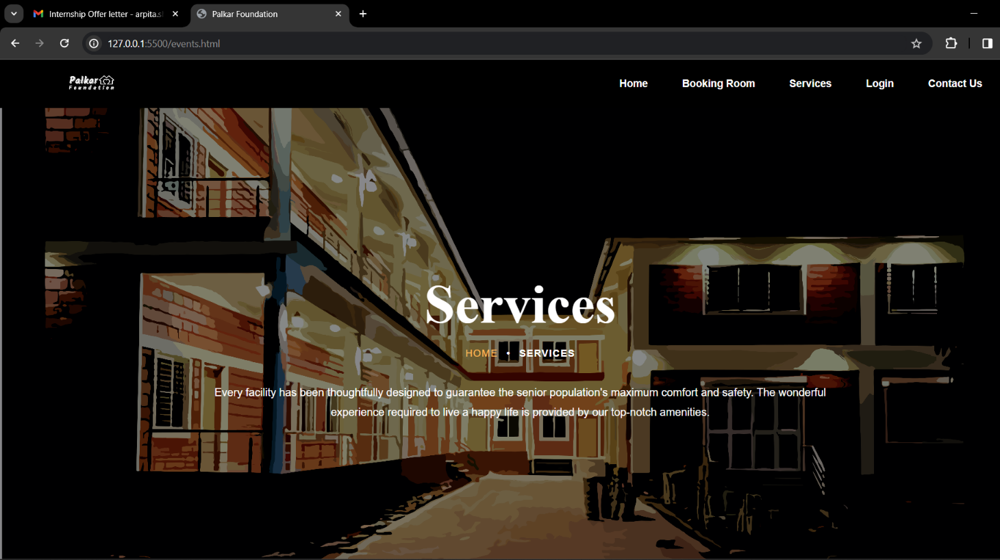 Internship Offer letter - arpita.s
Palkar Foundation
127.0.0.1:5500/events.html
Palkar
Foundation
Home
Booking Room
Services
Login
Contact Us
Services
HOME • SERVICES
Every facility has been thoughtfully designed to guarantee the senior population's maximum comfort and safety. The wonderful
experience required to live a happy life is provided by our top-notch amenities.